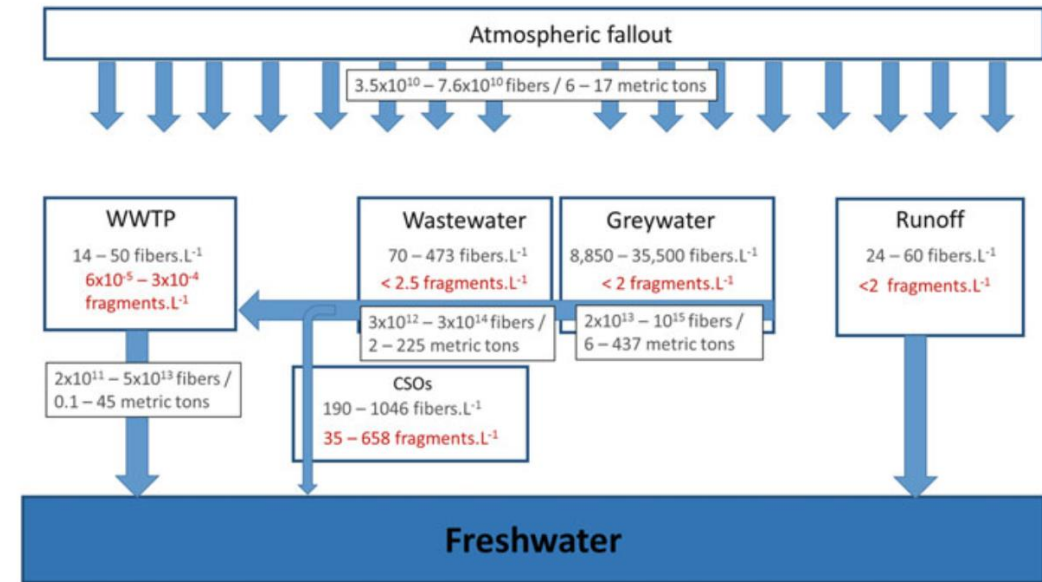 Atmospheric fallout
3.5x10¹⁰ – 7.6x10¹⁰ fibers / 6 – 17 metric tons
WWTP
14 – 50 fibers.L⁻¹
6x10⁻⁵ – 3x10⁻⁴
fragments.L⁻¹
Wastewater
70 – 473 fibers.L⁻¹
< 2.5 fragments.L⁻¹
Greywater
8,850 – 35,500 fibers.L⁻¹
< 2 fragments.L⁻¹
Runoff
24 – 60 fibers.L⁻¹
<2 fragments.L⁻¹
3x10¹² – 3x10¹⁴ fibers /
2 – 225 metric tons
2x10¹³ – 10¹⁵ fibers /
6 – 437 metric tons
2x10¹¹ – 5x10¹³ fibers /
0.1 – 45 metric tons
CSOs
190 – 1046 fibers.L⁻¹
35 – 658 fragments.L⁻¹
Freshwater